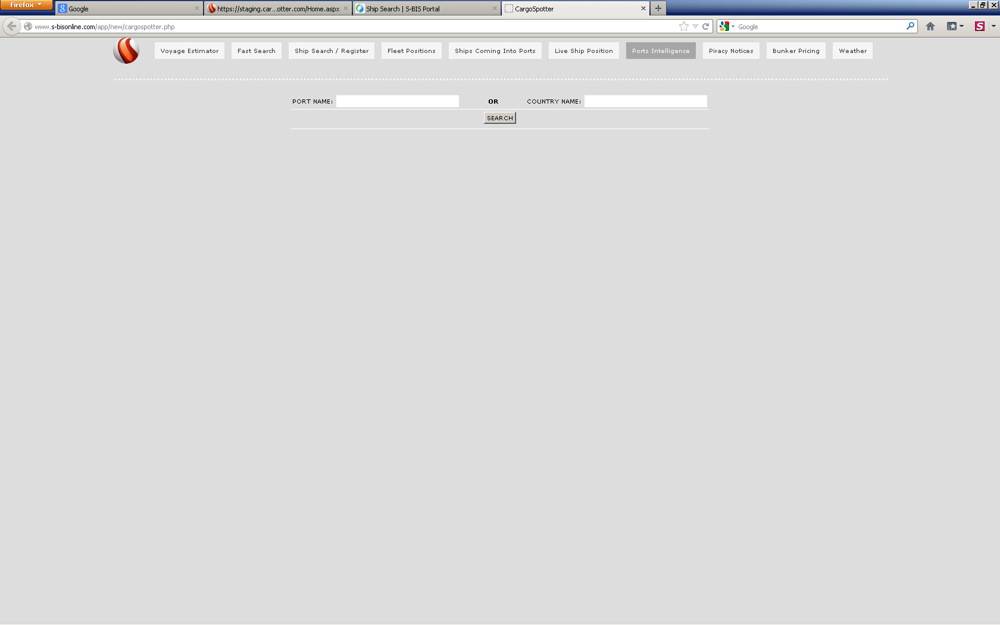 Firefox
Google
https://staging.car...otter.com/Home.aspx
Ship Search | S-BIS Portal
CargoSpotter
www.s-bisonline.com/app/new/cargospotter.php
Google
Voyage Estimator
Fast Search
Ship Search / Register
Fleet Positions
Ships Coming Into Ports
Live Ship Position
Ports Intelligence
Piracy Notices
Bunker Pricing
Weather
PORT NAME: OR COUNTRY NAME:
SEARCH